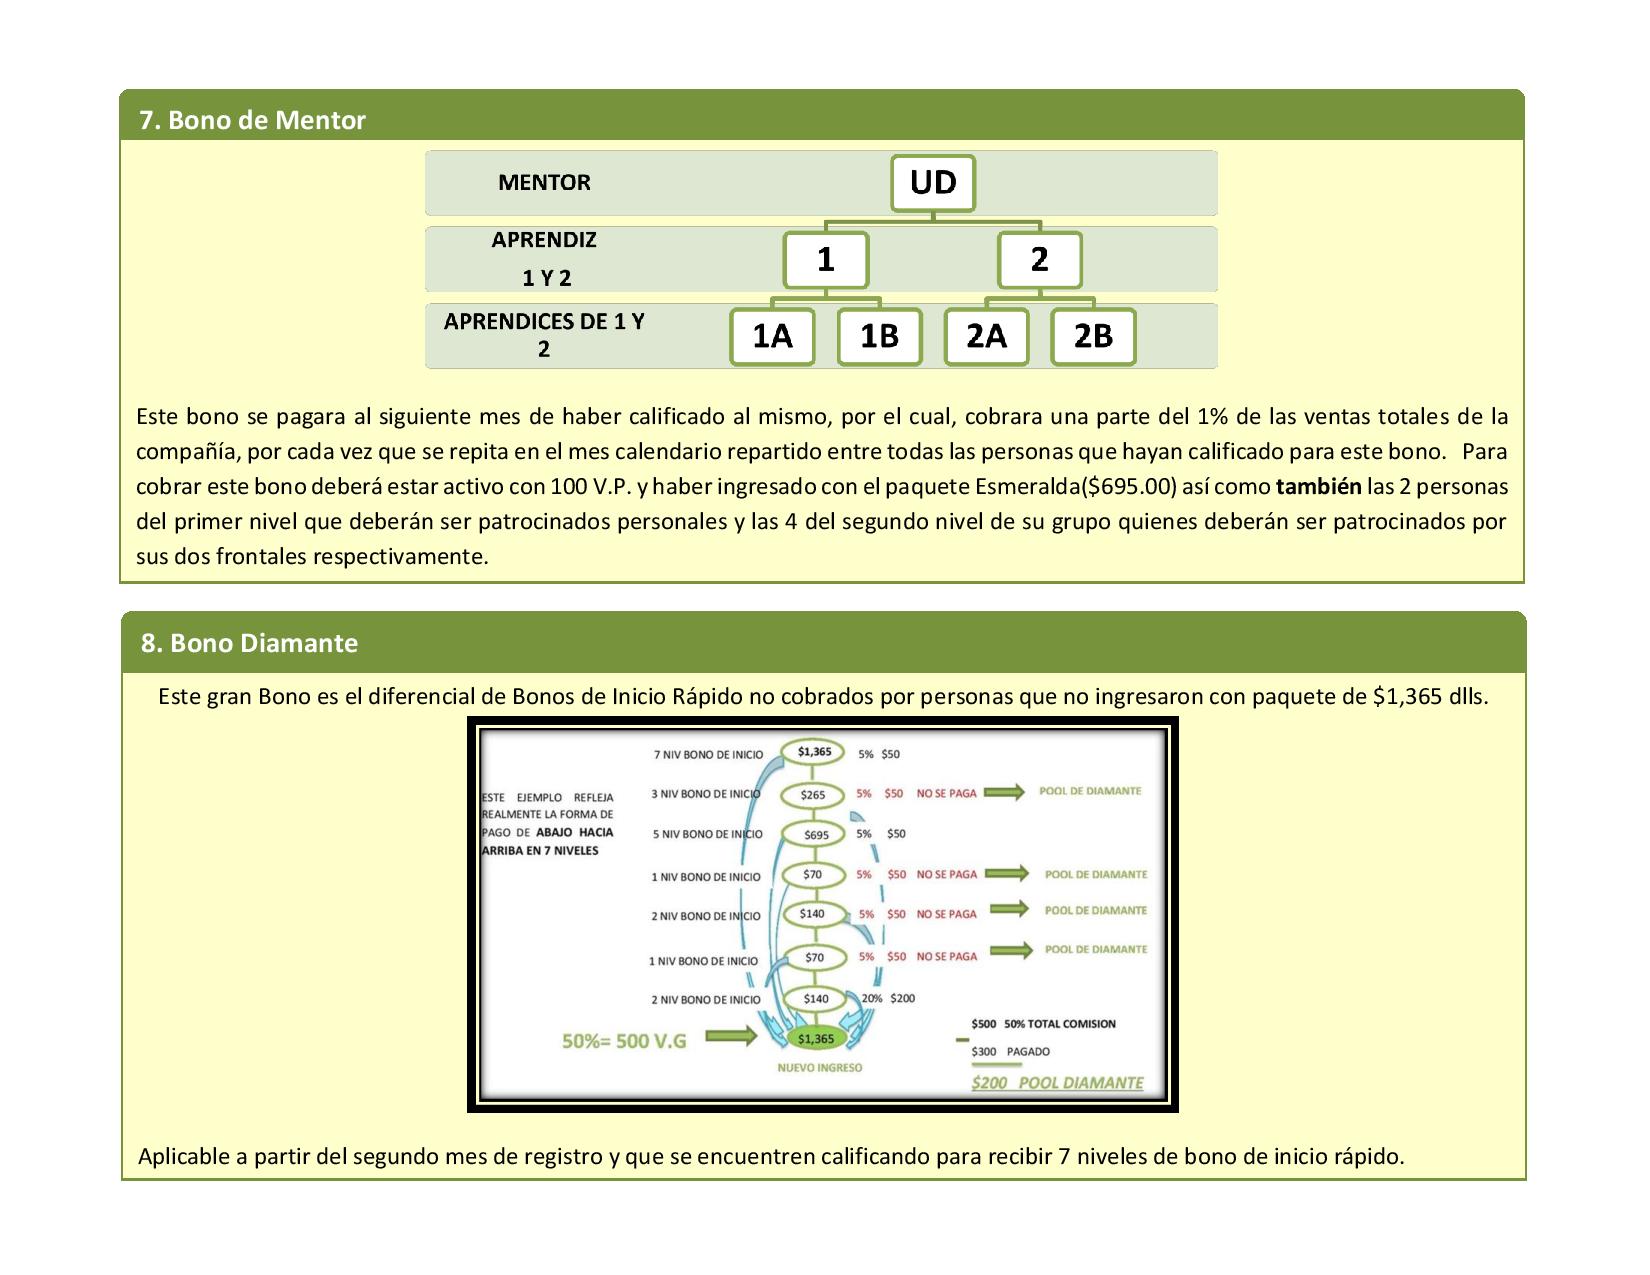 7. Bono de Mentor
MENTOR
UD
APRENDIZ
1 Y 2
1
2
APRENDICES DE 1 Y
2
1A
1B
2A
2B
Este bono se pagara al siguiente mes de haber calificado al mismo, por el cual, cobrara una parte del 1% de las ventas totales de la
compañía, por cada vez que se repita en el mes calendario repartido entre todas las personas que hayan calificado para este bono. Para
cobrar este bono deberá estar activo con 100 V.P. y haber ingresado con el paquete Esmeralda($695.00) así como también las 2 personas
del primer nivel que deberán ser patrocinados personales y las 4 del segundo nivel de su grupo quienes deberán ser patrocinados por
sus dos frontales respectivamente.
8. Bono Diamante
Este gran Bono es el diferencial de Bonos de Inicio Rápido no cobrados por personas que no ingresaron con paquete de $1,365 dlls.
ESTE EJEMPLO REFLEJA
REALMENTE LA FORMA DE
PAGO DE ABAJO HACIA
ARRIBA EN 7 NIVELES
7 NIV BONO DE INICIO $1,365 5% $50
3 NIV BONO DE INICIO $265 5% $50 NO SE PAGA POOL DE DIAMANTE
5 NIV BONO DE INICIO $695 5% $50
1 NIV BONO DE INICIO $70 5% $50 NO SE PAGA POOL DE DIAMANTE
2 NIV BONO DE INICIO $140 5% $50 NO SE PAGA POOL DE DIAMANTE
1 NIV BONO DE INICIO $70 5% $50 NO SE PAGA POOL DE DIAMANTE
2 NIV BONO DE INICIO $140 20% $200
50%= 500 V.G $1,365
NUEVO INGRESO
$500 50% TOTAL COMISION
$300 PAGADO
$200 POOL DIAMANTE
Aplicable a partir del segundo mes de registro y que se encuentren calificando para recibir 7 niveles de bono de inicio rápido.